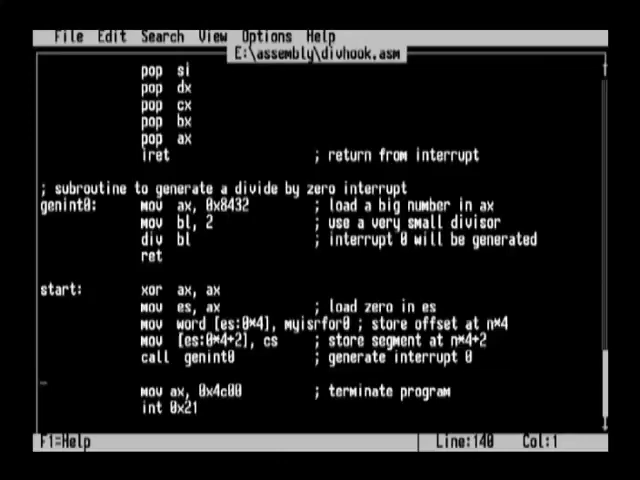 File Edit Search View Options Help
E:\assembly\divhook.asm
pop si
pop dx
pop cx
pop bx
pop ax
iret ; return from interrupt
; subroutine to generate a divide by zero interrupt
genint0: mov ax, 0x8432 ; load a big number in ax
mov bl, 2 ; use a very small divisor
div bl ; interrupt 0 will be generated
ret
start: xor ax, ax
mov es, ax ; load zero in es
mov word [es:0*4], myisrfor0 ; store offset at n*4
mov [es:0*4+2], cs ; store segment at n*4+2
call genint0 ; generate interrupt 0
mov ax, 0x4c00 ; terminate program
int 0x21
F1=Help Line:140 Col:1